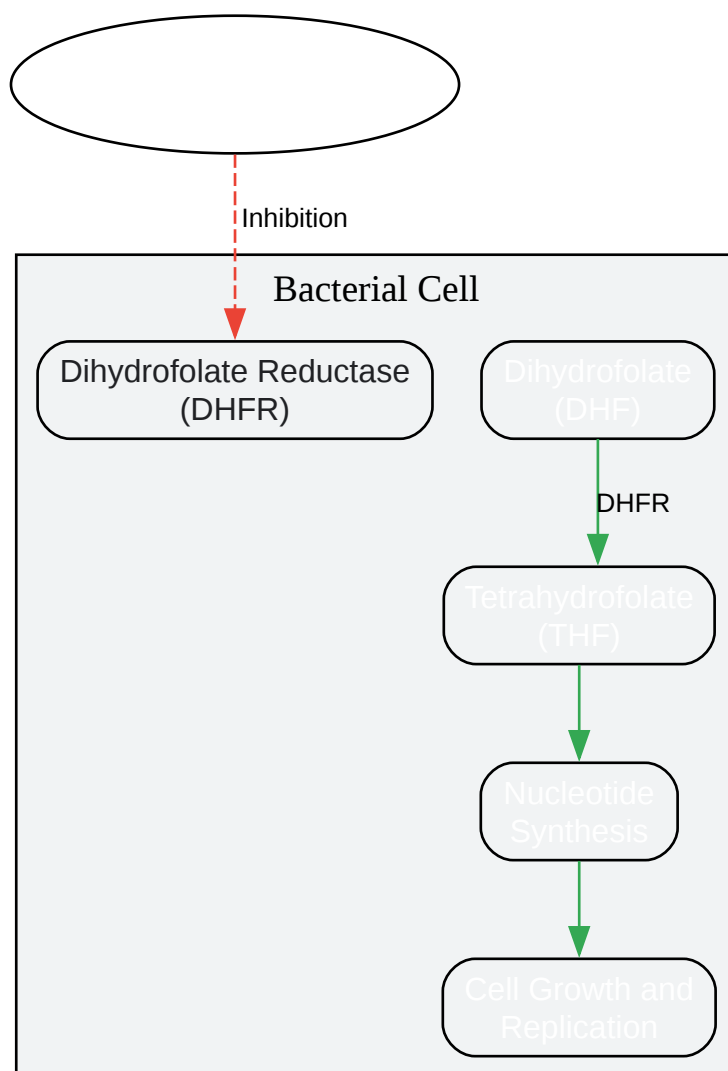 Inhibition
Bacterial Cell
Dihydrofolate Reductase
(DHFR)
Dihydrofolate
(DHF)
DHFR
Tetrahydrofolate
(THF)
Nucleotide
Synthesis
Cell Growth and
Replication